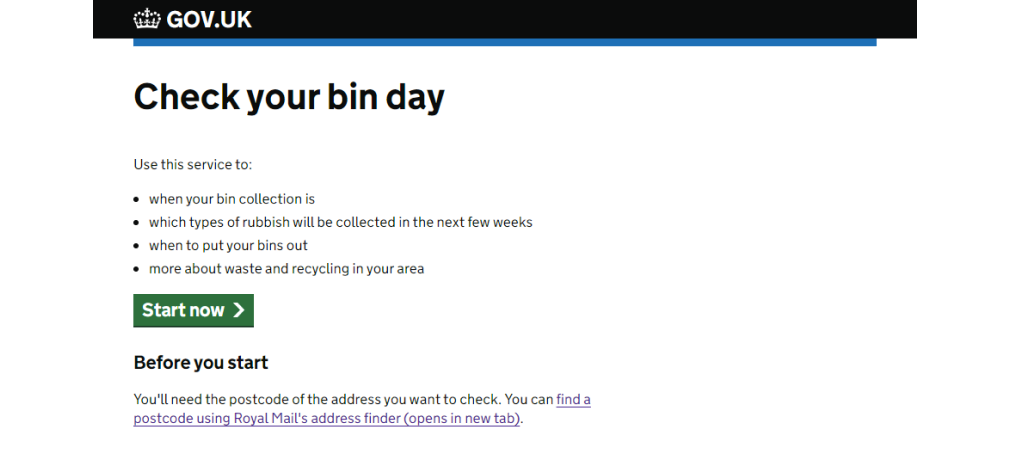 GOV.UK
Check your bin day
Use this service to:
• when your bin collection is
• which types of rubbish will be collected in the next few weeks
• when to put your bins out
• more about waste and recycling in your area
Start now
Before you start
You'll need the postcode of the address you want to check. You can find a
postcode using Royal Mail's address finder (opens in new tab).